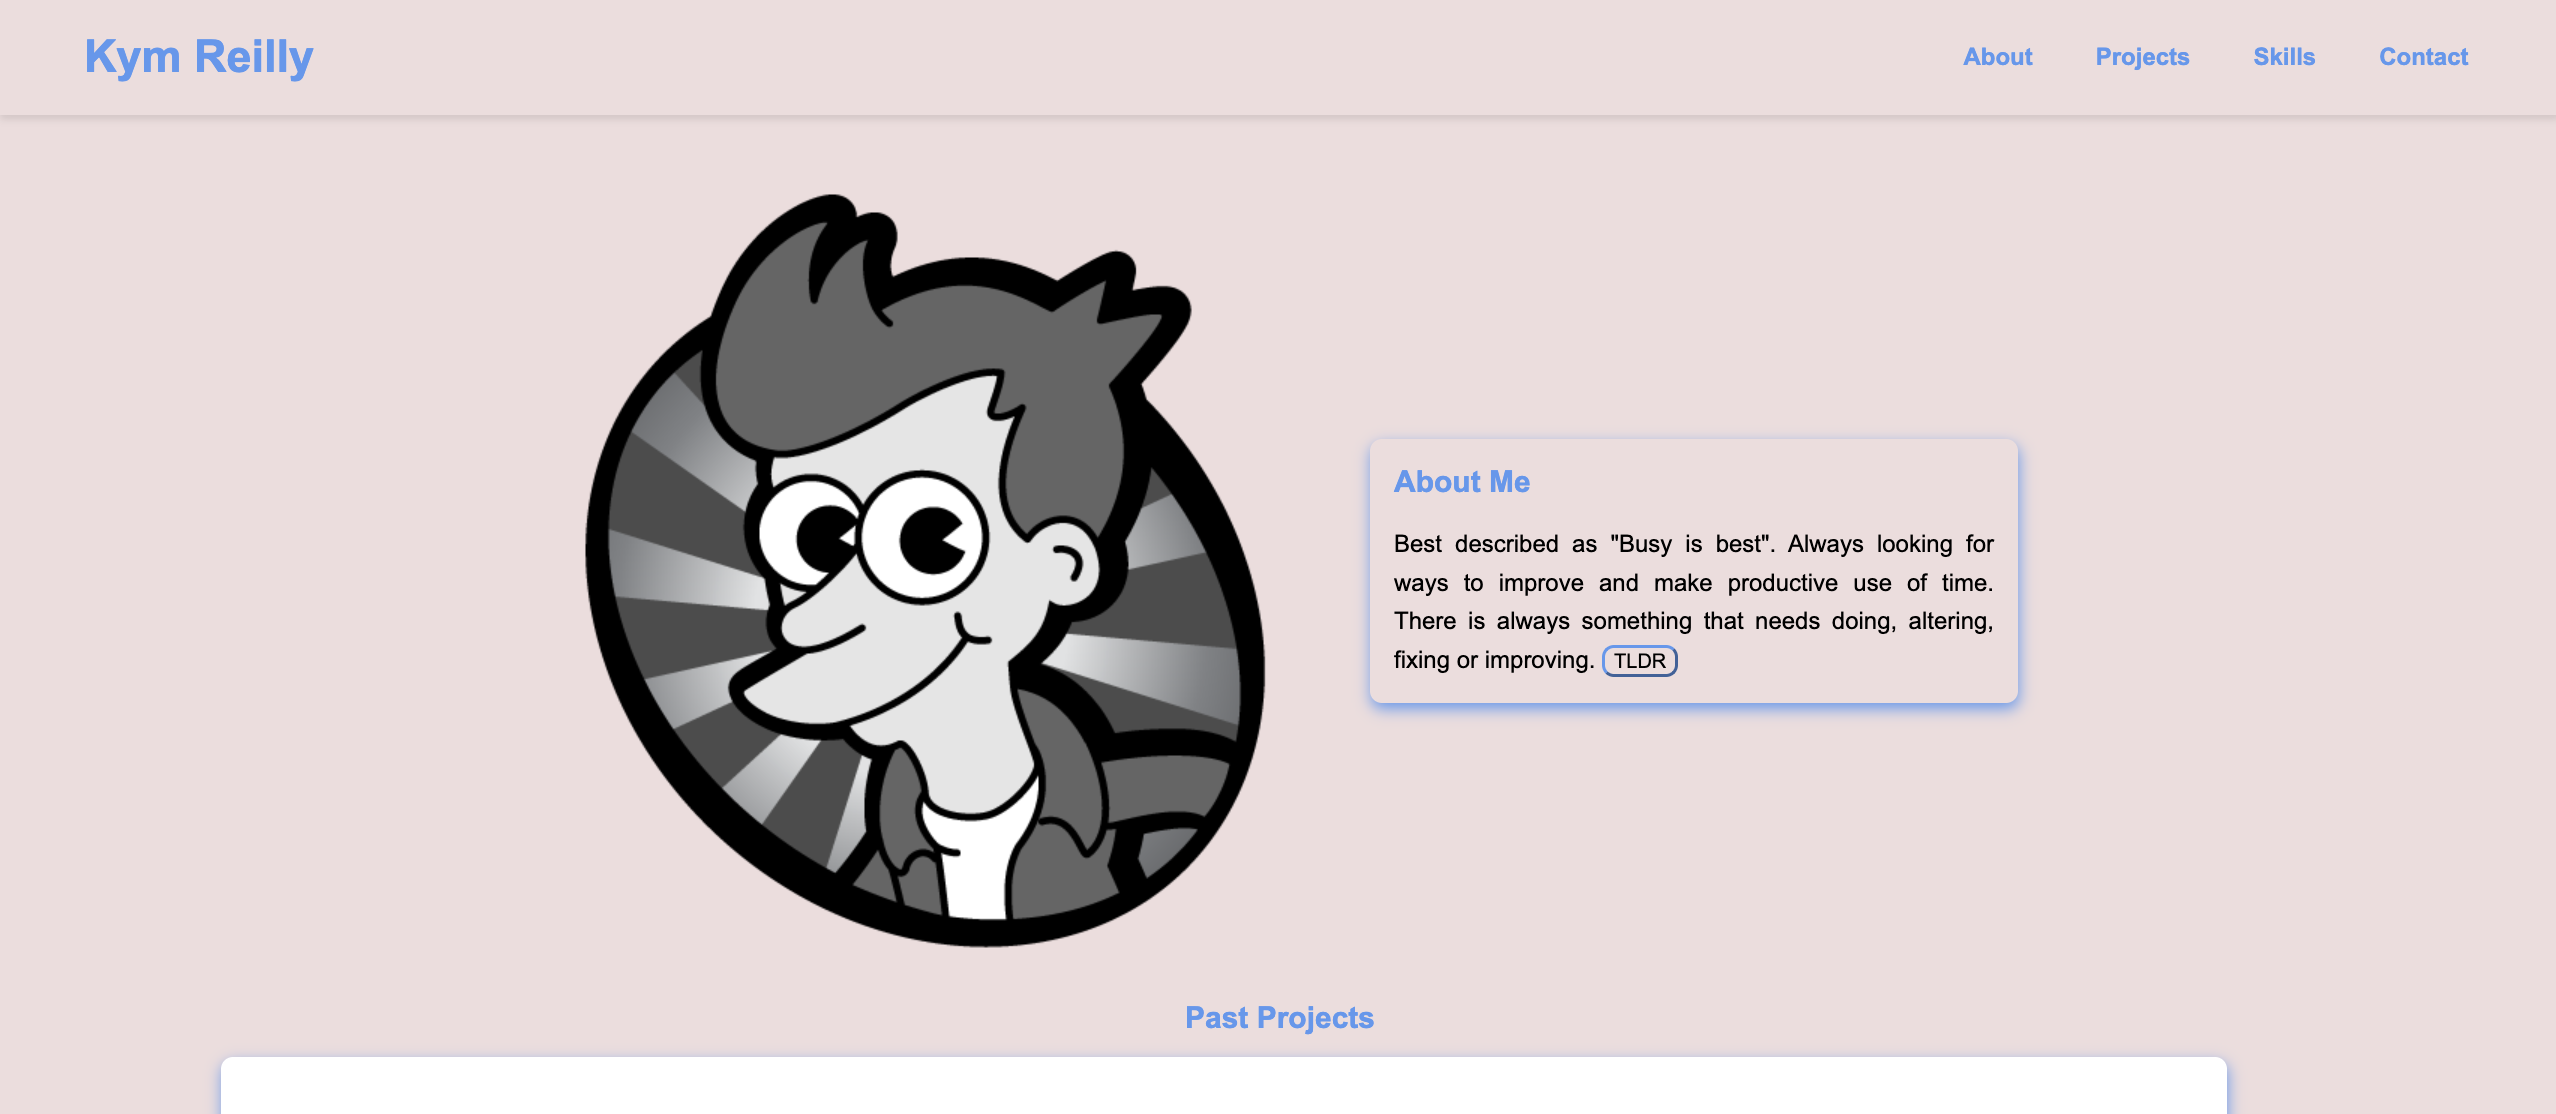 Kym Reilly
About Projects Skills Contact
About Me
Best described as "Busy is best". Always looking for
ways to improve and make productive use of time.
There is always something that needs doing, altering,
fixing or improving. TLDR
Past Projects